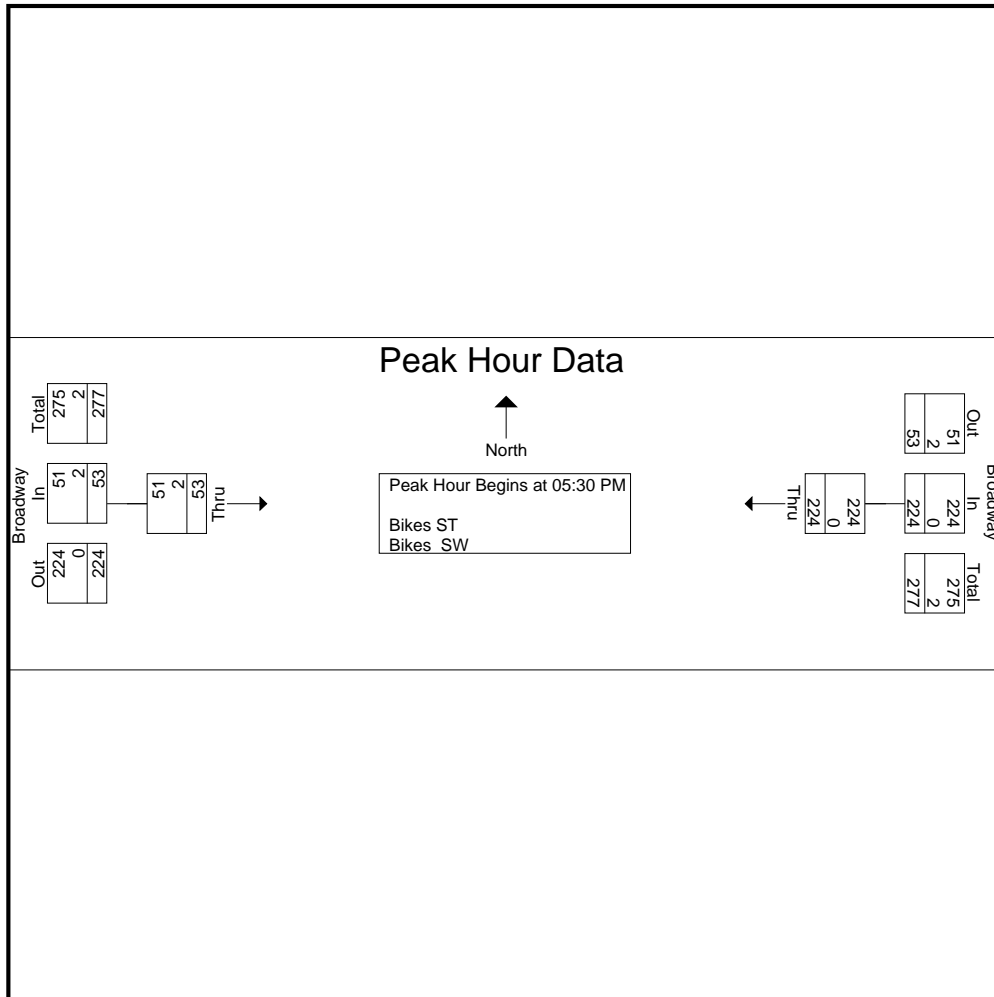 Peak Hour Data
North
Peak Hour Begins at 05:30 PM
Bikes ST
Bikes SW
Broadway
Total
275
2
277
In
51
2
53
Out
224
0
224
51
2
53
Thru
Thru
224
0
224
Broadway
Out
51
2
53
In
224
0
224
Total
275
2
277